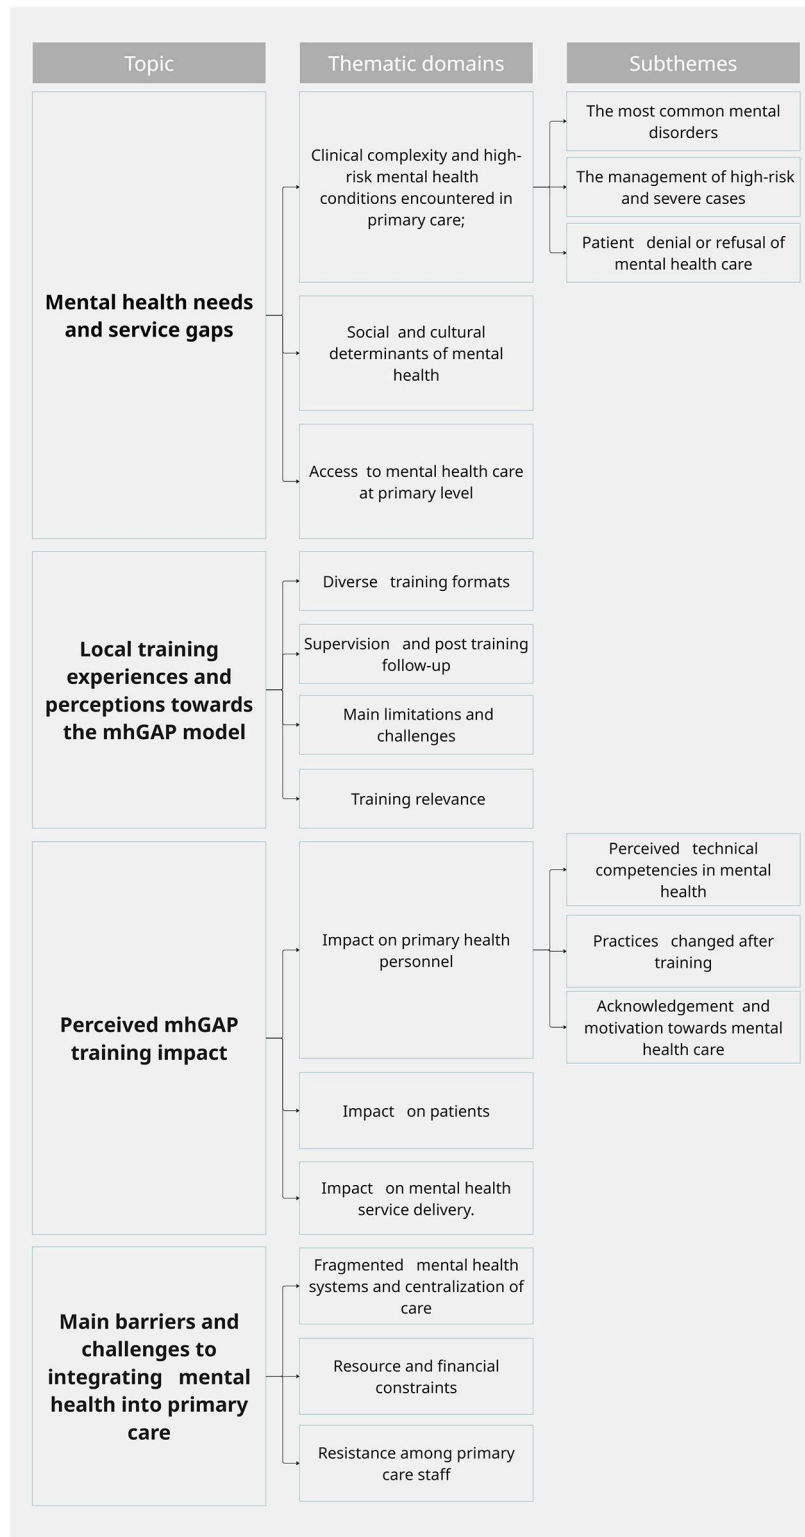 Topic
Thematic domains
Subthemes
Mental health needs
and service gaps
Clinical complexity and high-
risk mental health
conditions encountered in
primary care;
The most common mental
disorders
The management of high-risk
and severe cases
Patient denial or refusal of
mental health care
Social and cultural
determinants of mental
health
Access to mental health care
at primary level
Local training
experiences and
perceptions towards
the mhGAP model
Diverse training formats
Supervision and post training
follow-up
Main limitations and
challenges
Training relevance
Perceived mhGAP
training impact
Impact on primary health
personnel
Perceived technical
competencies in mental
health
Practices changed after
training
Acknowledgement and
motivation towards mental
health care
Impact on patients
Impact on mental health
service delivery.
Main barriers and
challenges to
integrating mental
health into primary
care
Fragmented mental health
systems and centralization of
care
Resource and financial
constraints
Resistance among primary
care staff